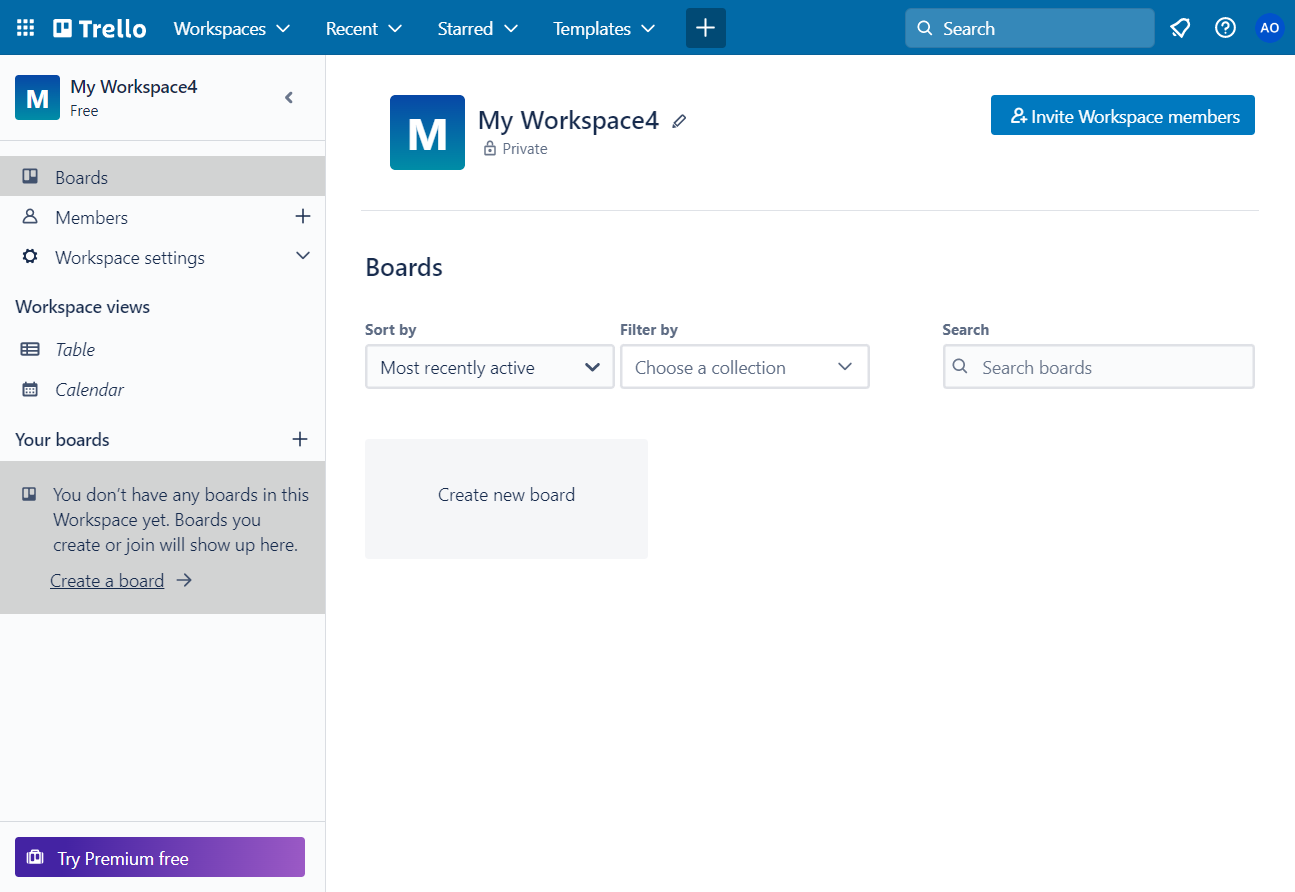 Trello Workspaces Recent Starred Templates Search AO
M My Workspace4
Free
Boards
Members
Workspace settings
Workspace views
Table
Calendar
Your boards
You don't have any boards in this
Workspace yet. Boards you
create or join will show up here.
Create a board
Try Premium free
M My Workspace4
Private
Invite Workspace members
Boards
Sort by Filter by Search
Most recently active Choose a collection Search boards
Create new board